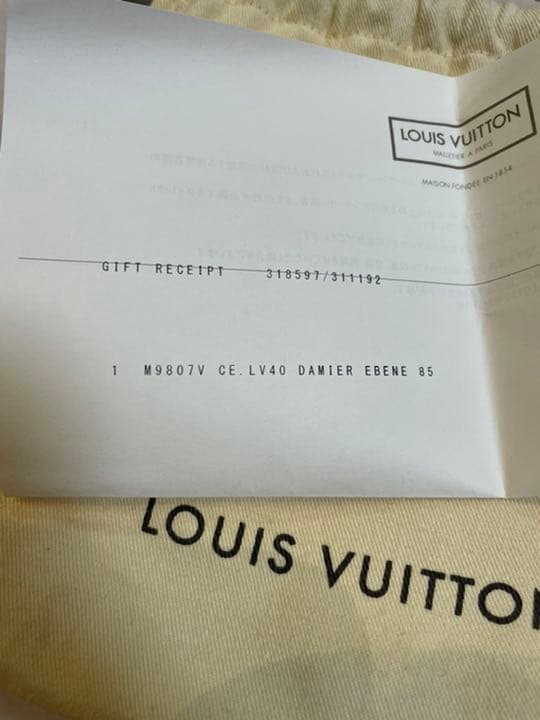 LOUIS VUITTON
MALLETIER A PARIS
MAISON FONDÉE EN 1854
GIFT RECEIPT 318597/311192
1 M9807V CE.LV40 DAMIER EBENE 85
LOUIS VUITTON